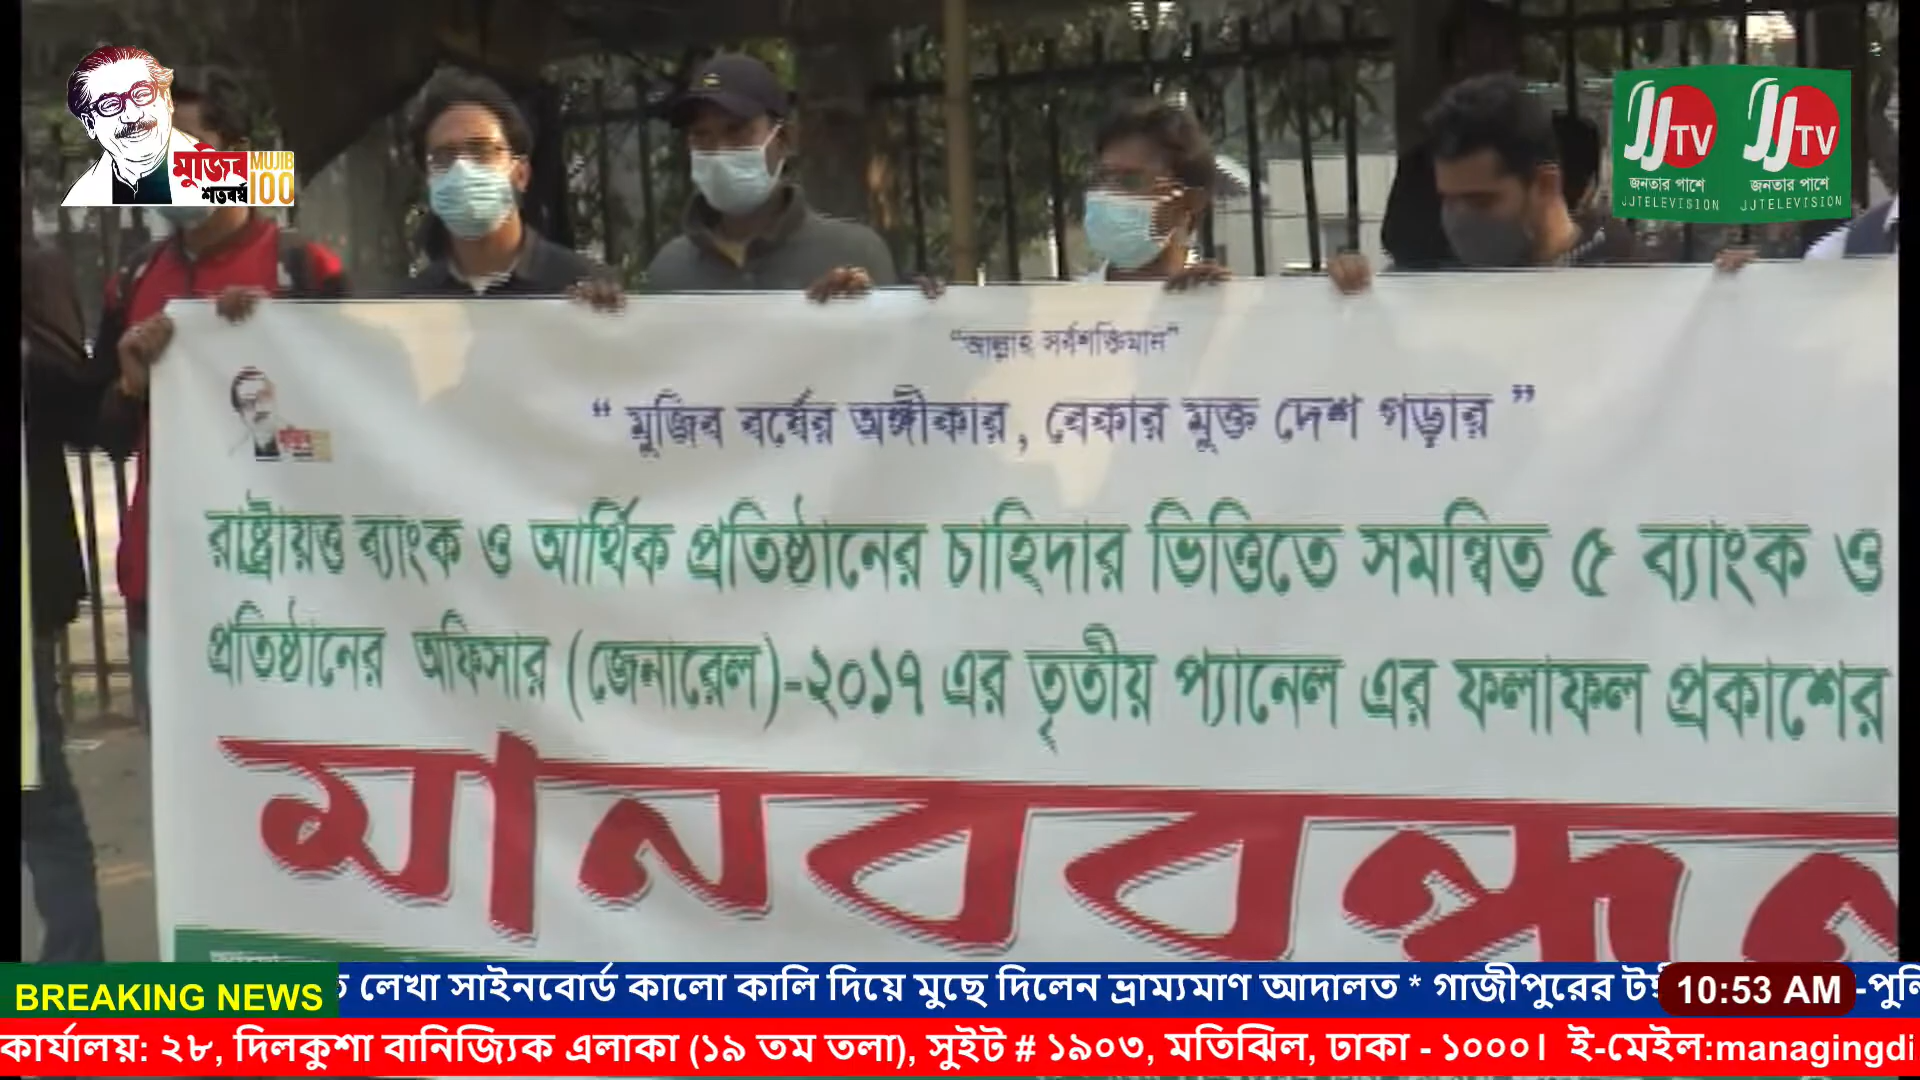 মুজিব MUJIB
শতবর্ষ 100
JJTV JJTV
জনতার পাশে জনতার পাশে
JJTELEVISION JJTELEVISION
“আল্লাহ সর্বশক্তিমান”
“ মুজিব বর্ষের অঙ্গীকার, বেকার মুক্ত দেশ গড়ার ”
মুজিব
রাষ্ট্রায়ত্ত ব্যাংক ও আর্থিক প্রতিষ্ঠানের চাহিদার ভিত্তিতে সমন্বিত ৫ ব্যাংক ও
প্রতিষ্ঠানের অফিসার (জেনারেল)-২০১৭ এর তৃতীয় প্যানেল এর ফলাফল প্রকাশের
মানববন্ধন
BREAKING NEWS ত লেখা সাইনবোর্ড কালো কালি দিয়ে মুছে দিলেন ভ্রাম্যমাণ আদালত * গাজীপুরের 10:53 AM
কার্যালয়: ২৮, দিলকুশা বানিজ্যিক এলাকা (১৯ তম তলা), সুইট # ১৯০৩, মতিঝিল, ঢাকা - ১০০০। ই-মেইল:managingdi